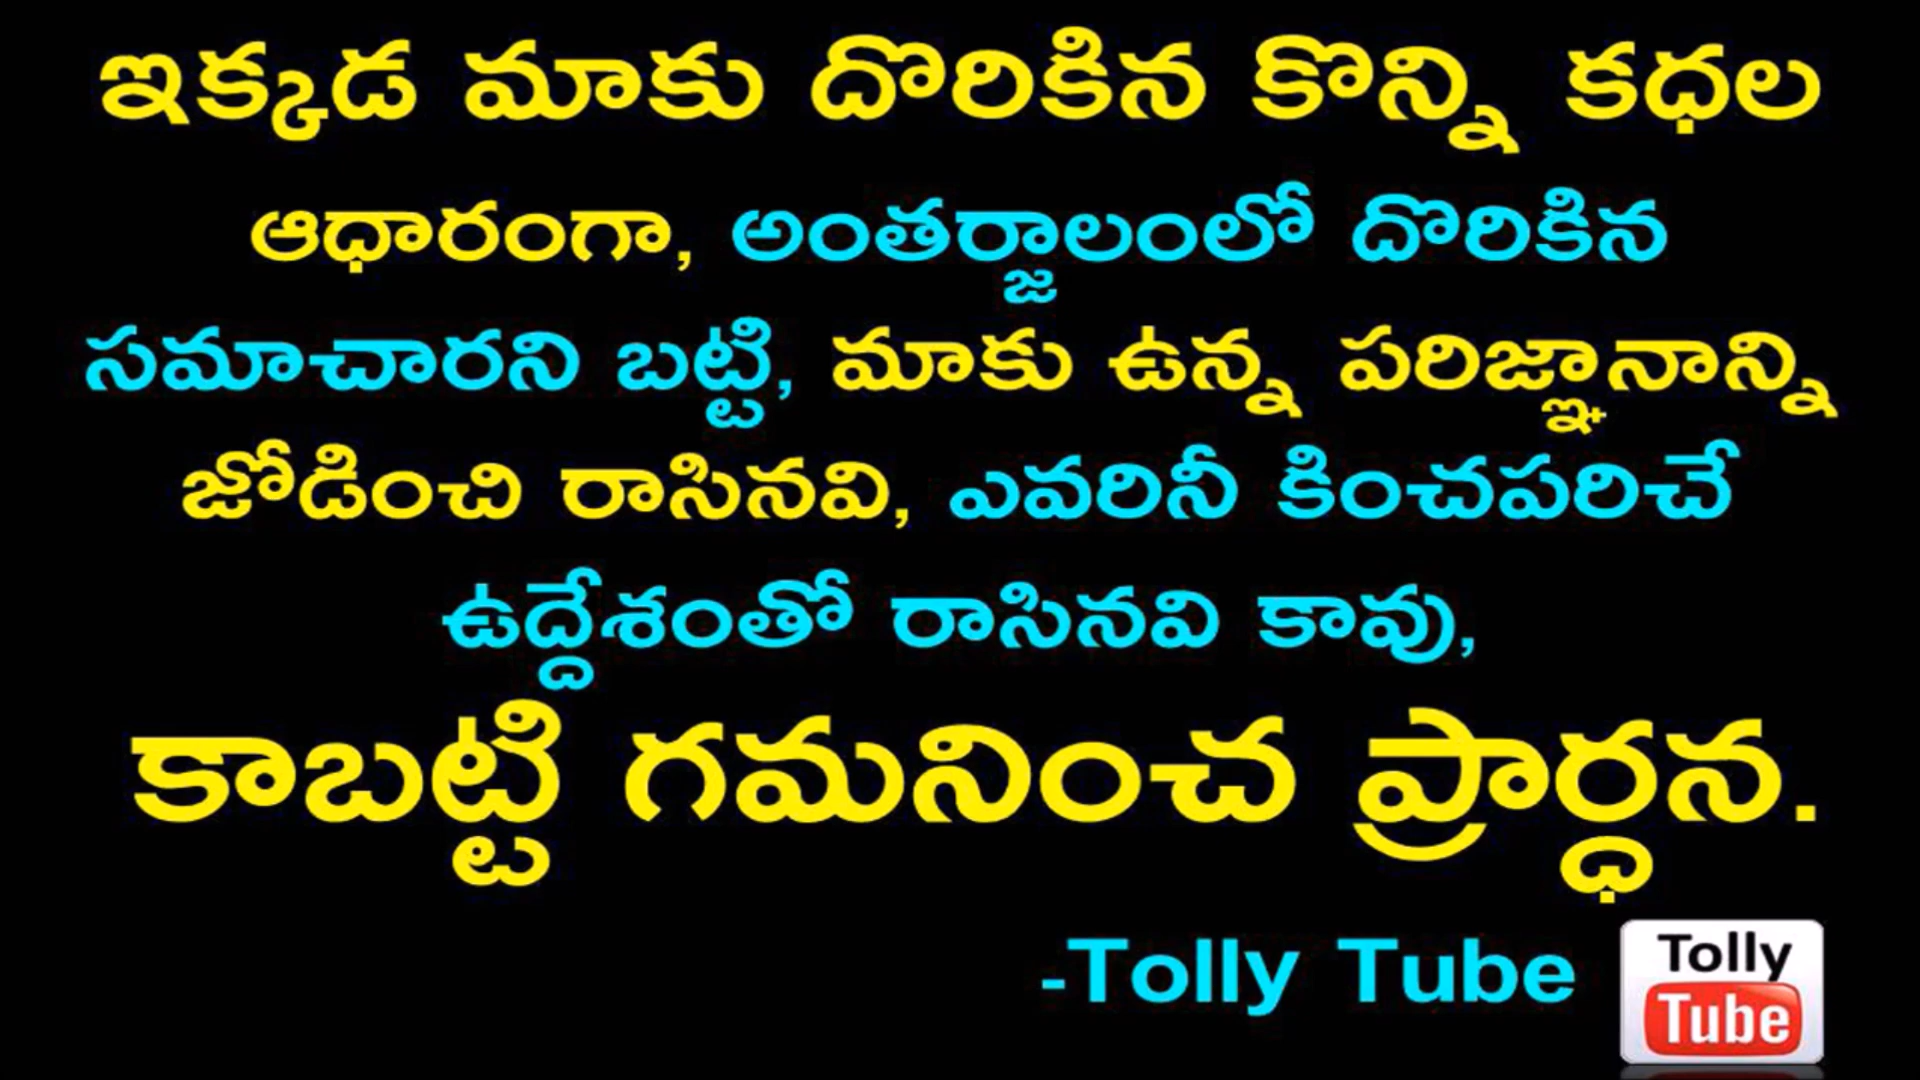 ఇక్కడ మాకు దొరికిన కొన్ని కధల
ఆధారంగా, అంతర్జాలంలో దొరికిన
సమాచారని బట్టి, మాకు ఉన్న పరిజ్ఞానాన్ని
జోడించి రాసినవి, ఎవరినీ కించపరిచే
ఉద్దేశంతో రాసినవి కావు,
కాబట్టి గమనించ ప్రార్ధన.
-Tolly Tube
Tolly
Tube